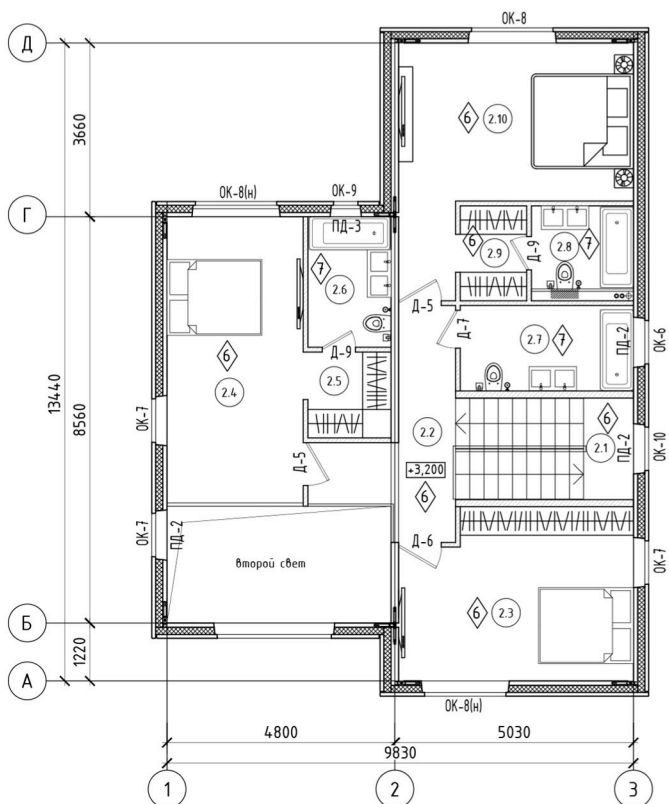 ОК-8
Д
3660
6
2.10
ОК-8(н)
ОК-9
Г
ПД-3
6
2.9
Д-9
2.8
7
7
2.6
Д-5
Д-7
2.7
7
ПД-2
ОК-6
6
2.4
Д-9
2.5
13440
8560
ОК-7
2.2
6
2.1
ПД-2
ОК-10
Д-5
+3,200
6
ОК-7
ПД-2
второй свет
Д-6
ОК-7
6
2.3
Б
1220
А
ОК-8(н)
4800
5030
9830
1
2
3